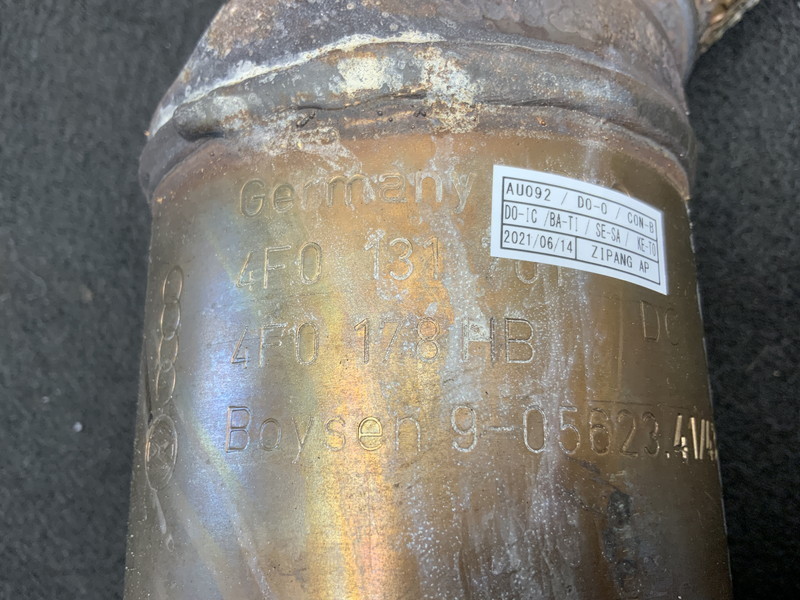 Germany
AU092 / DO-O / CON-B
DO-IC /BA-TI / SE-SA / KE-TO
2021/06/14 ZIPANG AP
4F0 131
DC
4F0 178 HB
Boysen 9-05623.4